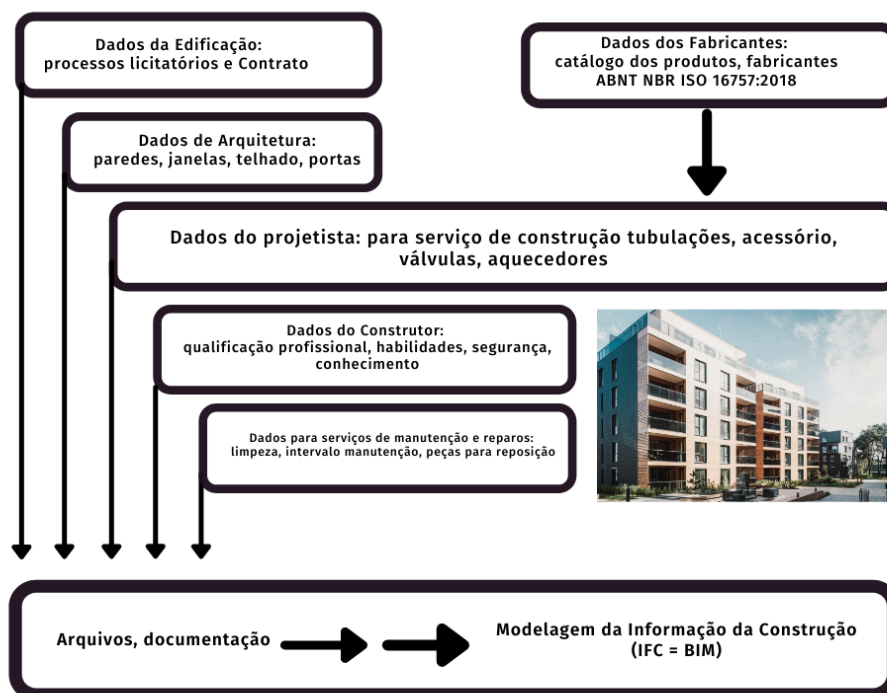 Dados da Edificação:
processos licitatórios e Contrato
Dados dos Fabricantes:
catálogo dos produtos, fabricantes
ABNT NBR ISO 16757:2018
Dados de Arquitetura:
paredes, janelas, telhado, portas
Dados do projetista: para serviço de construção tubulações, acessório,
válvulas, aquecedores
Dados do Construtor:
qualificação profissional, habilidades, segurança,
conhecimento
Dados para serviços de manutenção e reparos:
limpeza, intervalo manutenção, peças para reposição
Arquivos, documentação
Modelagem da Informação da Construção
(IFC = BIM)